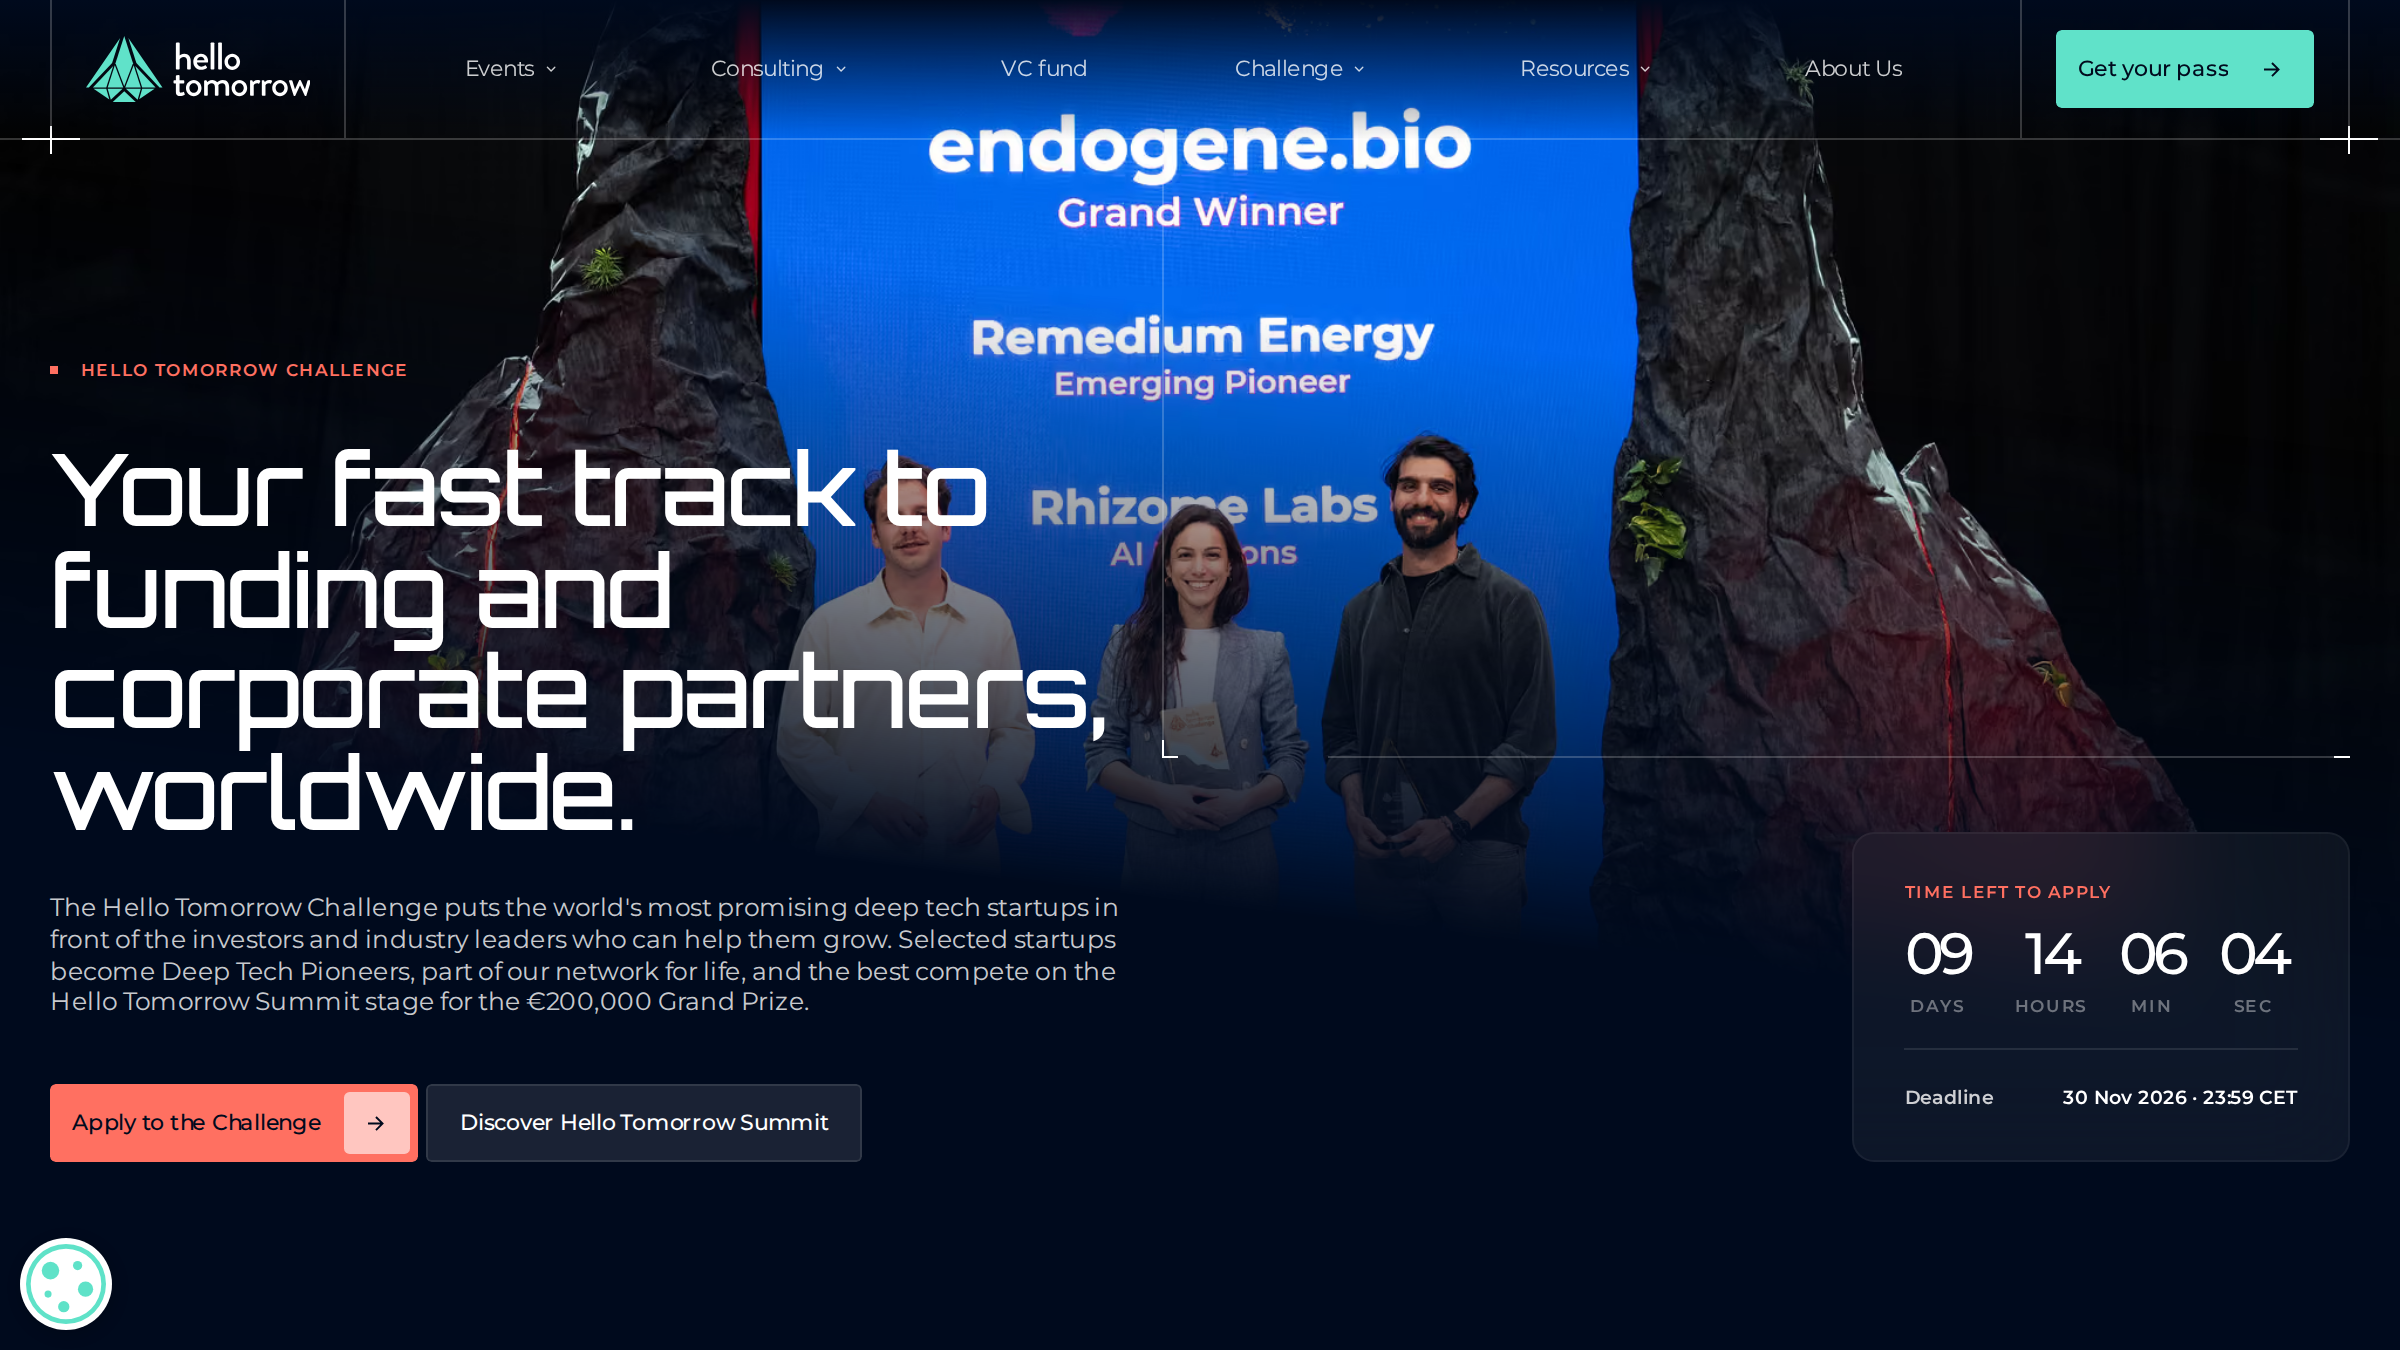 hello
tomorrow
Events
Consulting
VC fund
Challenge
Resources
About Us
Get your pass
endogene.bio
Grand Winner
Remedium Energy
Emerging Pioneer
Rhizome Labs
AI
HELLO TOMORROW CHALLENGE
Your fast track to
funding and
corporate partners,
worldwide.
The Hello Tomorrow Challenge puts the world's most promising deep tech startups in
front of the investors and industry leaders who can help them grow. Selected startups
become Deep Tech Pioneers, part of our network for life, and the best compete on the
Hello Tomorrow Summit stage for the €200,000 Grand Prize.
Apply to the Challenge
Discover Hello Tomorrow Summit
TIME LEFT TO APPLY
09 14 06 04
DAYS HOURS MIN SEC
Deadline 30 Nov 2026 · 23:59 CET